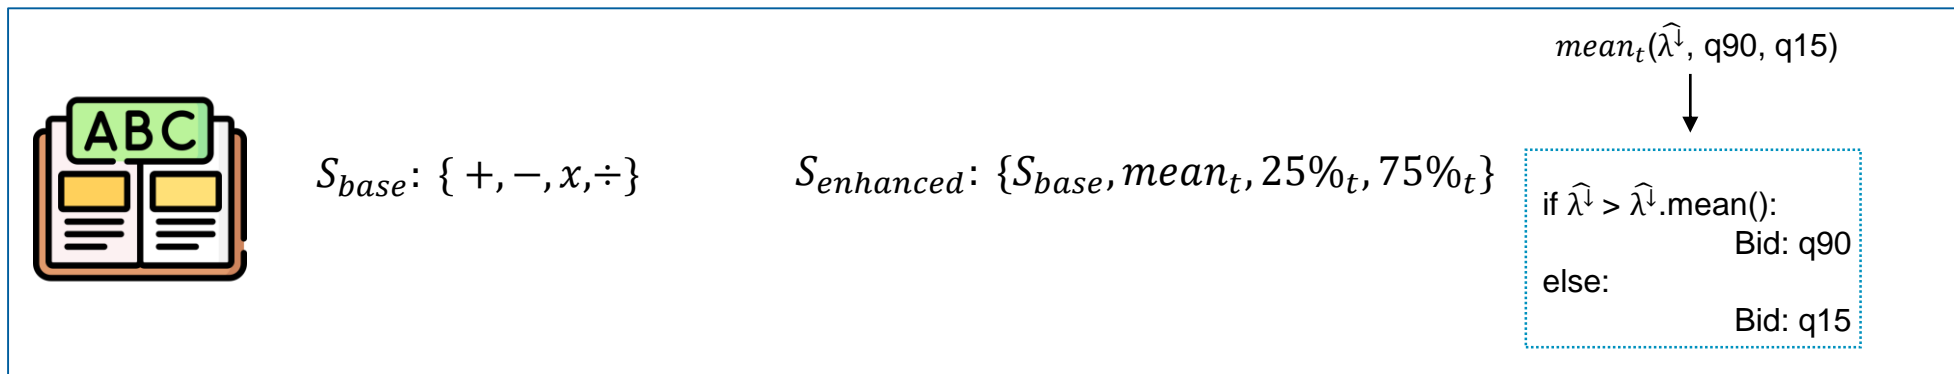 ABC
S_base: { +, −, x, ÷}
S_enhanced: {S_base, mean_t, 25%_t, 75%_t}
mean_t(λ̂↓, q90, q15)
if λ̂↓ > λ̂↓.mean():
Bid: q90
else:
Bid: q15